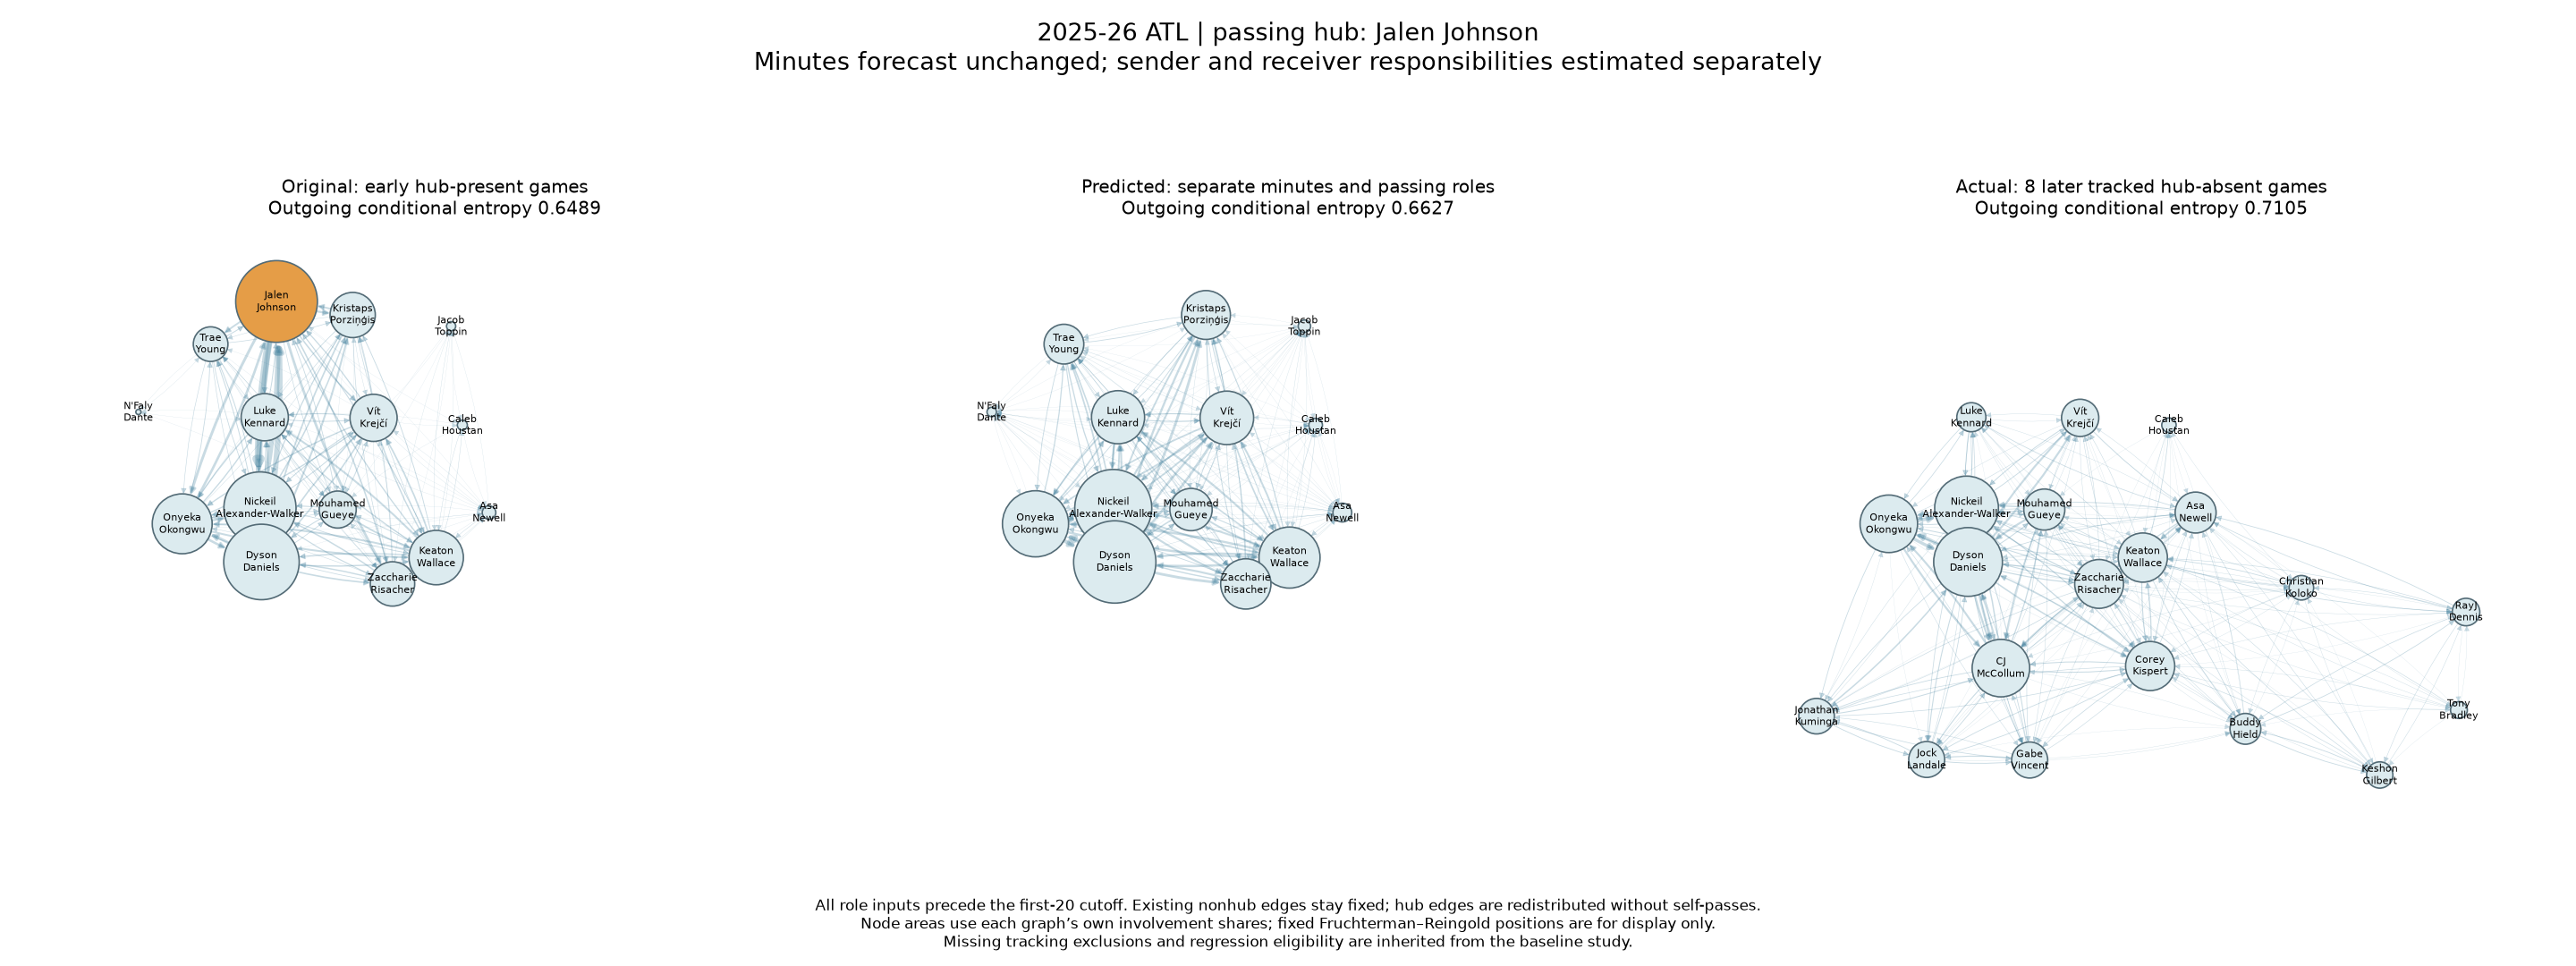 2025-26 ATL | passing hub: Jalen Johnson
Minutes forecast unchanged; sender and receiver responsibilities estimated separately
Original: early hub-present games
Outgoing conditional entropy 0.6489
Jalen
Johnson
Kristaps
Porziņģis
Jacob
Toppin
Trae
Young
N'Faly
Dante
Luke
Kennard
Vít
Krejčí
Caleb
Houstan
Nickeil
Alexander-Walker
Mouhamed
Gueye
Asa
Newell
Onyeka
Okongwu
Dyson
Daniels
Keaton
Wallace
Zaccharie
Risacher
Predicted: separate minutes and passing roles
Outgoing conditional entropy 0.6627
Kristaps
Porziņģis
Jacob
Toppin
Trae
Young
N'Faly
Dante
Luke
Kennard
Vít
Krejčí
Caleb
Houstan
Nickeil
Alexander-Walker
Mouhamed
Gueye
Asa
Newell
Onyeka
Okongwu
Dyson
Daniels
Keaton
Wallace
Zaccharie
Risacher
Actual: 8 later tracked hub-absent games
Outgoing conditional entropy 0.7105
Luke
Kennard
Vít
Krejčí
Caleb
Houstan
Nickeil
Alexander-Walker
Mouhamed
Gueye
Asa
Newell
Onyeka
Okongwu
Dyson
Daniels
Keaton
Wallace
Zaccharie
Risacher
Christian
Koloko
RayJ
Dennis
CJ
McCollum
Corey
Kispert
Jonathan
Kuminga
Buddy
Hield
Tony
Bradley
Jock
Landale
Gabe
Vincent
Keshon
Gilbert
All role inputs precede the first-20 cutoff. Existing nonhub edges stay fixed; hub edges are redistributed without self-passes.
Node areas use each graph’s own involvement shares; fixed Fruchterman–Reingold positions are for display only.
Missing tracking exclusions and regression eligibility are inherited from the baseline study.